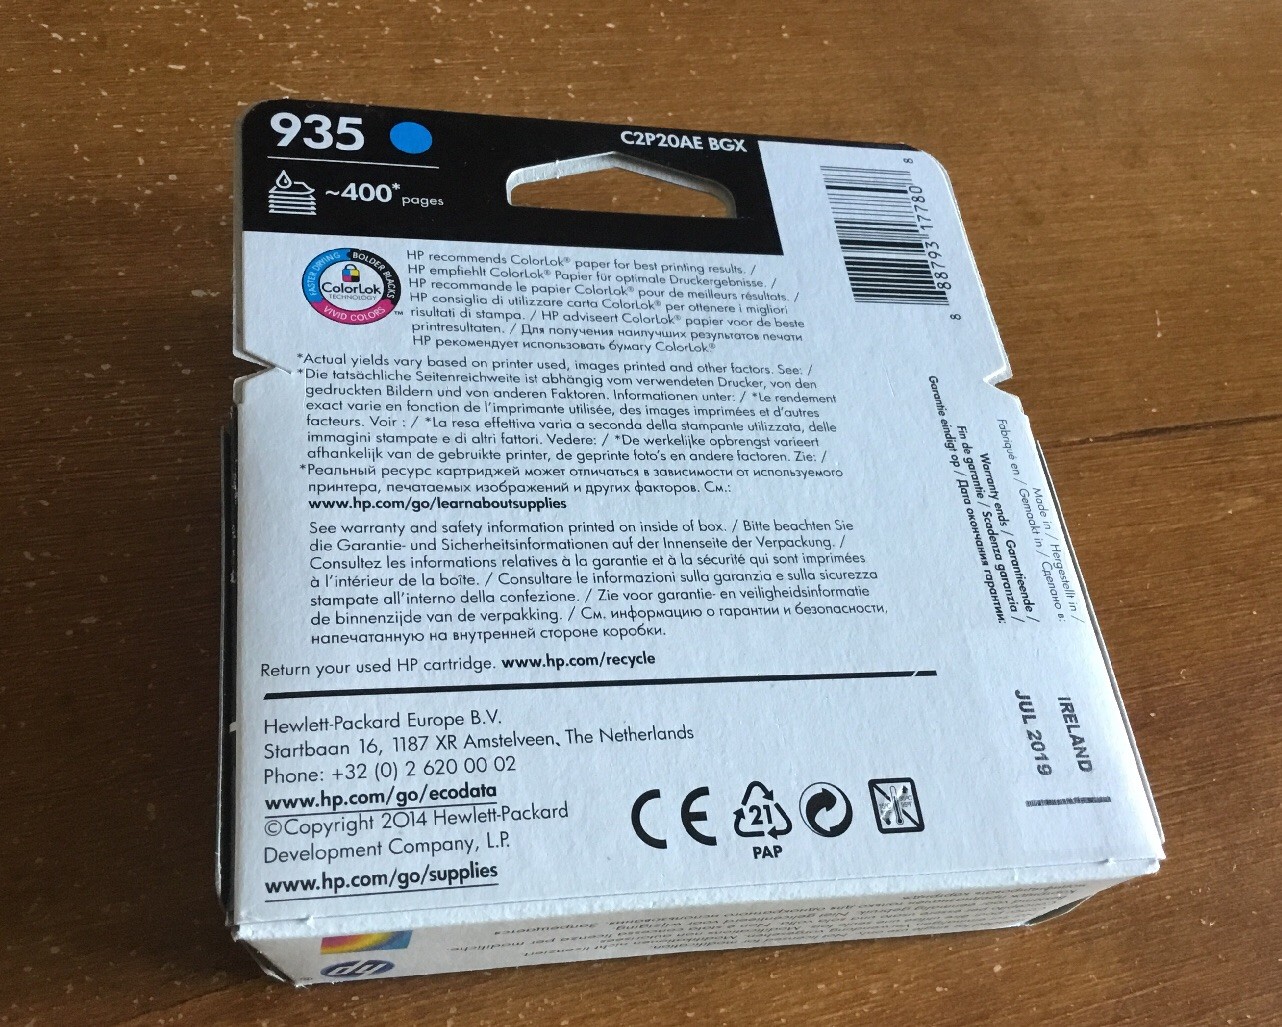 935
C2P20AE BGX
~400* pages
8 88793 17780 8
FASTER DRYING BOLDER BLACKS
ColorLok
TECHNOLOGY
VIVID COLORS
TM
HP recommends ColorLok® paper for best printing results. /
HP empfiehlt ColorLok® Papier für optimale Druckergebnisse. /
HP recommande le papier ColorLok® pour de meilleurs résultats. /
HP consiglia di utilizzare carta ColorLok® per ottenere i migliori
risultati di stampa. / HP adviseert ColorLok® papier voor de beste
printresultaten. / Для получения наилучших результатов печати
HP рекомендует использовать бумагу ColorLok®
*Actual yields vary based on printer used, images printed and other factors. See: /
*Die tatsächliche Seitenreichweite ist abhängig vom verwendeten Drucker, von den
gedruckten Bildern und von anderen Faktoren. Informationen unter: / *Le rendement
exact varie en fonction de l'imprimante utilisée, des images imprimées et d'autres
facteurs. Voir : / *La resa effettiva varia a seconda della stampante utilizzata, delle
immagini stampate e di altri fattori. Vedere: / *De werkelijke opbrengst varieert
afhankelijk van de gebruikte printer, de geprinte foto's en andere factoren. Zie: /
*Реальный ресурс картриджей может отличаться в зависимости от используемого
принтера, печатаемых изображений и других факторов. См.:
www.hp.com/go/learnaboutsupplies
See warranty and safety information printed on inside of box. / Bitte beachten Sie
die Garantie- und Sicherheitsinformationen auf der Innenseite der Verpackung. /
Consultez les informations relatives à la garantie et à la sécurité qui sont imprimées
à l'intérieur de la boîte. / Consultare le informazioni sulla garanzia e sulla sicurezza
stampate all'interno della confezione. / Zie voor garantie- en veiligheidsinformatie
de binnenzijde van de verpakking. / См. информацию о гарантии и безопасности,
напечатанную на внутренней стороне коробки.
Return your used HP cartridge. www.hp.com/recycle
Made in / Hergestellt in /
Fabriqué en / Gemaakt in / Сделано в:
IRELAND
Warranty ends / Garantieende /
Fin de garantie / Scadenza garanzia /
Garantie eindigt op / Дата окончания гарантии:
JUL 2019
Hewlett-Packard Europe B.V.
Startbaan 16, 1187 XR Amstelveen, The Netherlands
Phone: +32 (0) 2 620 00 02
www.hp.com/go/ecodata
©Copyright 2014 Hewlett-Packard
Development Company, L.P.
www.hp.com/go/supplies
CE
21
PAP
hp